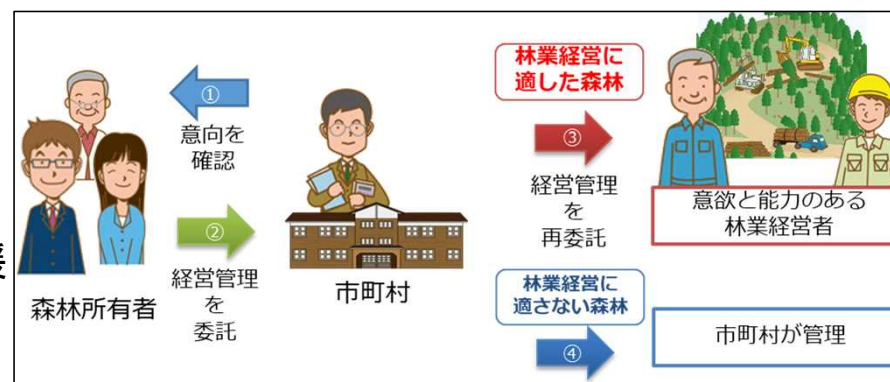 ①
意向を
確認
②
経営管理
を
委託
森林所有者
市町村
林業経営に
適した森林
③
経営管理
を
再委託
意欲と能力のある
林業経営者
林業経営に
適さない森林
④
市町村が管理